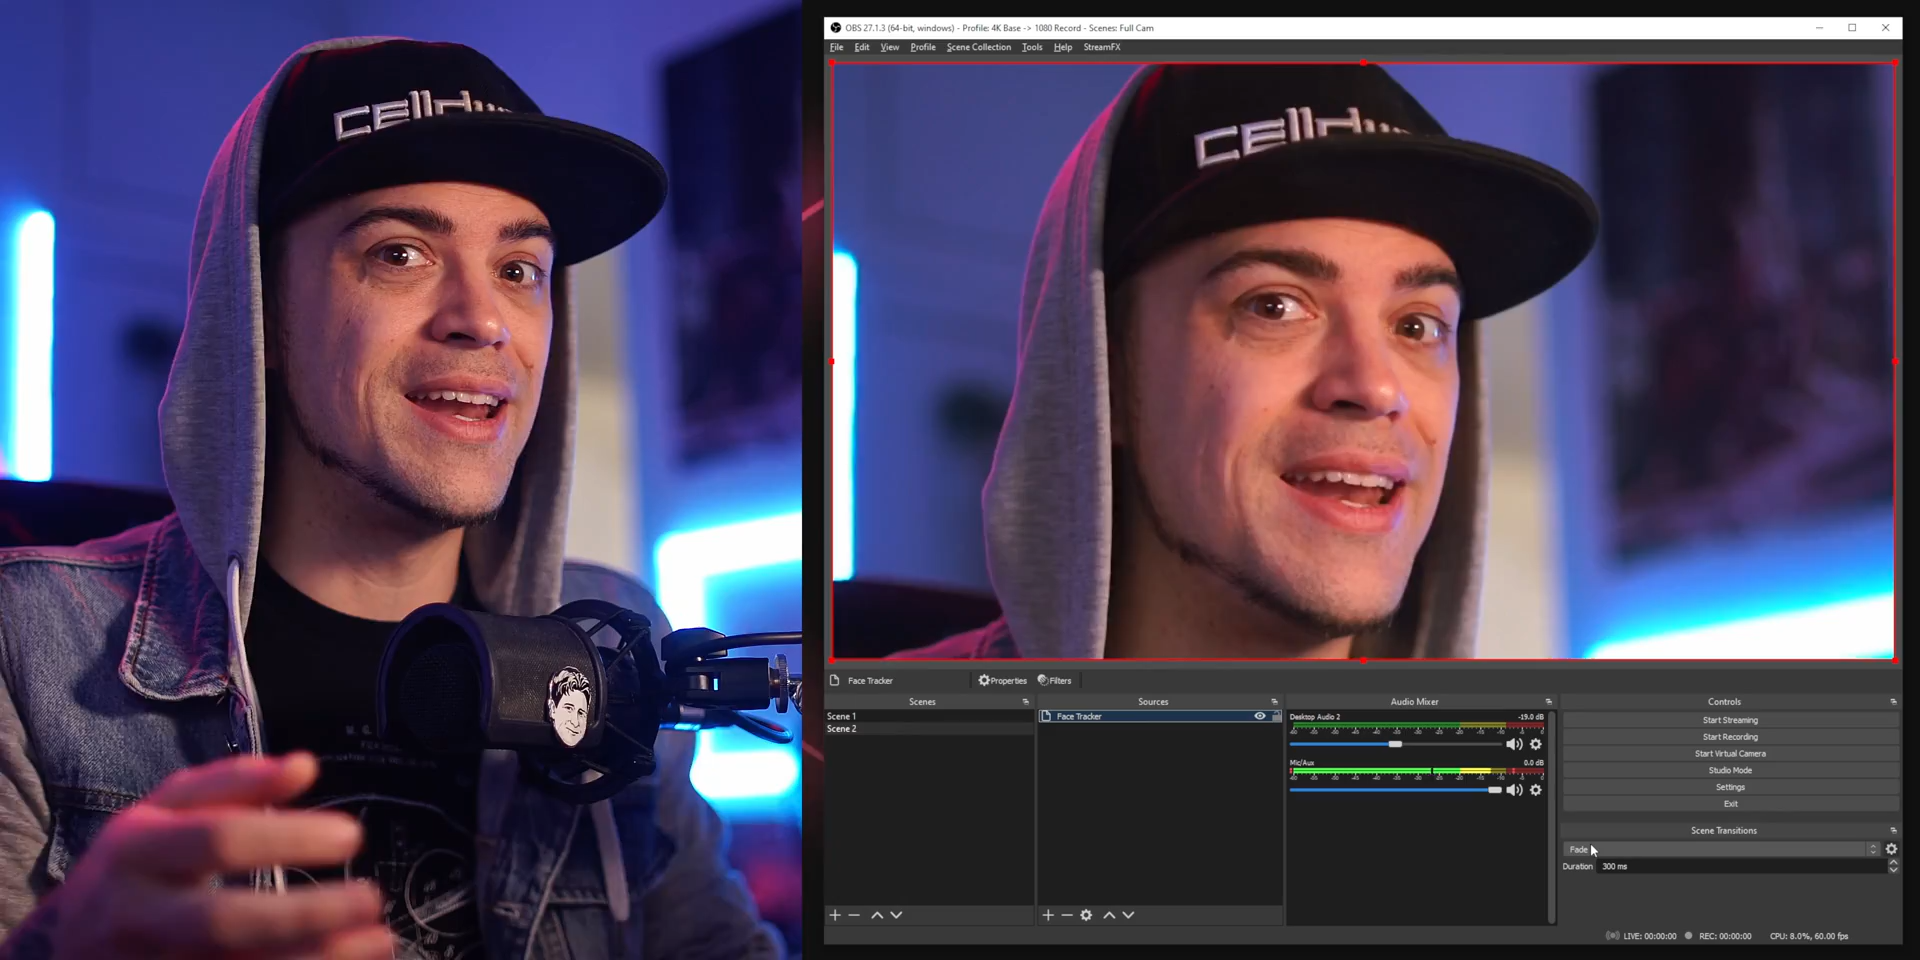 OBS 27.1.3 (64-bit, windows) - Profile: 4K Base -> 1080 Record - Scenes: Full Cam
File Edit View Profile Scene Collection Tools Help StreamFX
Face Tracker Properties Filters
Scenes
Scene 1
Scene 2
Sources
Face Tracker
Audio Mixer
Desktop Audio 2 -19.0 dB
Mic/Aux 0.0 dB
Controls
Start Streaming
Start Recording
Start Virtual Camera
Studio Mode
Settings
Exit
Scene Transitions
Fade
Duration 300 ms
LIVE: 00:00:00 REC: 00:00:00 CPU: 8.0%, 60.00 fps